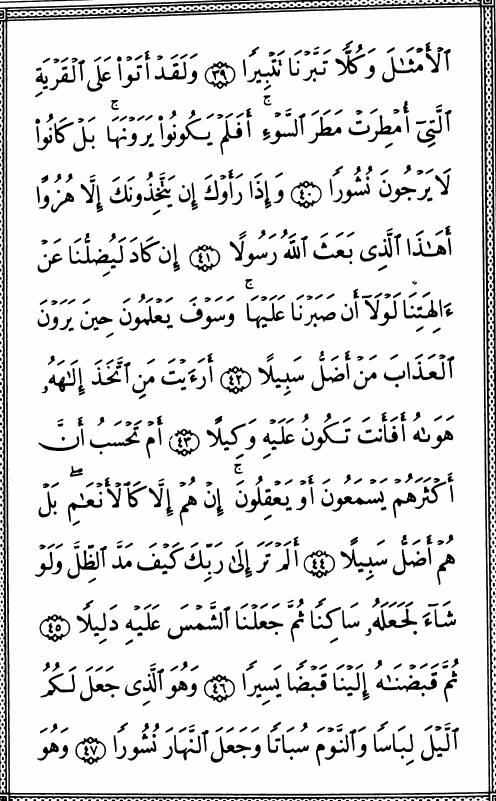 ٱلْأَمْثَـٰلَ وَكُلًّا تَبَّرْنَا تَتْبِيرًا ٣٩ وَلَقَدْ أَتَوْا۟ عَلَى ٱلْقَرْيَةِ
ٱلَّتِىٓ أُمْطِرَتْ مَطَرَ ٱلسَّوْءِ ۚ أَفَلَمْ يَكُونُوا۟ يَرَوْنَهَا ۚ بَلْ كَانُوا۟
لَا يَرْجُونَ نُشُورًا ٤٠ وَإِذَا رَأَوْكَ إِن يَتَّخِذُونَكَ إِلَّا هُزُوًا
أَهَـٰذَا ٱلَّذِى بَعَثَ ٱللَّهُ رَسُولًا ٤١ إِن كَادَ لَيُضِلُّنَا عَنْ
ءَالِهَتِنَا لَوْلَآ أَن صَبَرْنَا عَلَيْهَا ۚ وَسَوْفَ يَعْلَمُونَ حِينَ يَرَوْنَ
ٱلْعَذَابَ مَنْ أَضَلُّ سَبِيلًا ٤٢ أَرَءَيْتَ مَنِ ٱتَّخَذَ إِلَـٰهَهُۥ
هَوَىٰهُ أَفَأَنتَ تَكُونُ عَلَيْهِ وَكِيلًا ٤٣ أَمْ تَحْسَبُ أَنَّ
أَكْثَرَهُمْ يَسْمَعُونَ أَوْ يَعْقِلُونَ ۚ إِنْ هُمْ إِلَّا كَٱلْأَنْعَـٰمِ ۖ بَلْ
هُمْ أَضَلُّ سَبِيلًا ٤٤ أَلَمْ تَرَ إِلَىٰ رَبِّكَ كَيْفَ مَدَّ ٱلظِّلَّ وَلَوْ
شَآءَ لَجَعَلَهُۥ سَاكِنًا ثُمَّ جَعَلْنَا ٱلشَّمْسَ عَلَيْهِ دَلِيلًا ٤٥
ثُمَّ قَبَضْنَـٰهُ إِلَيْنَا قَبْضًا يَسِيرًا ٤٦ وَهُوَ ٱلَّذِى جَعَلَ لَكُمُ
ٱلَّيْلَ لِبَاسًا وَٱلنَّوْمَ سُبَاتًا وَجَعَلَ ٱلنَّهَارَ نُشُورًا ٤٧ وَهُوَ